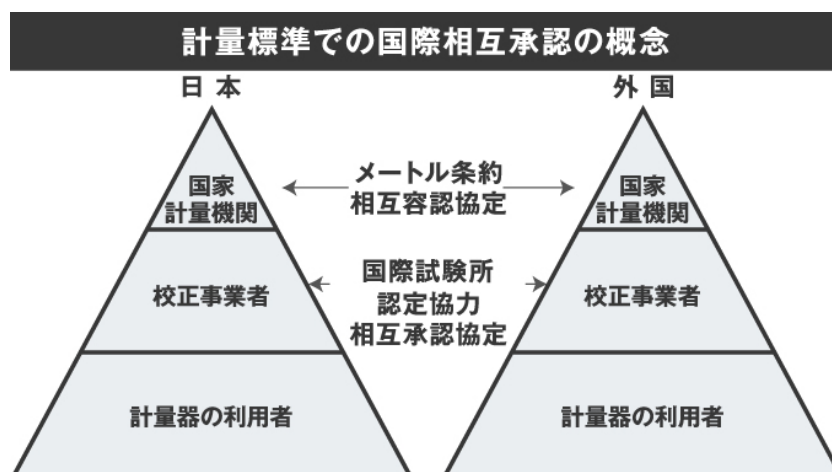 計量標準での国際相互承認の概念
日本
外国
国家
計量機関
メートル条約
相互容認協定
国家
計量機関
校正事業者
国際試験所
認定協力
相互承認協定
校正事業者
計量器の利用者
計量器の利用者